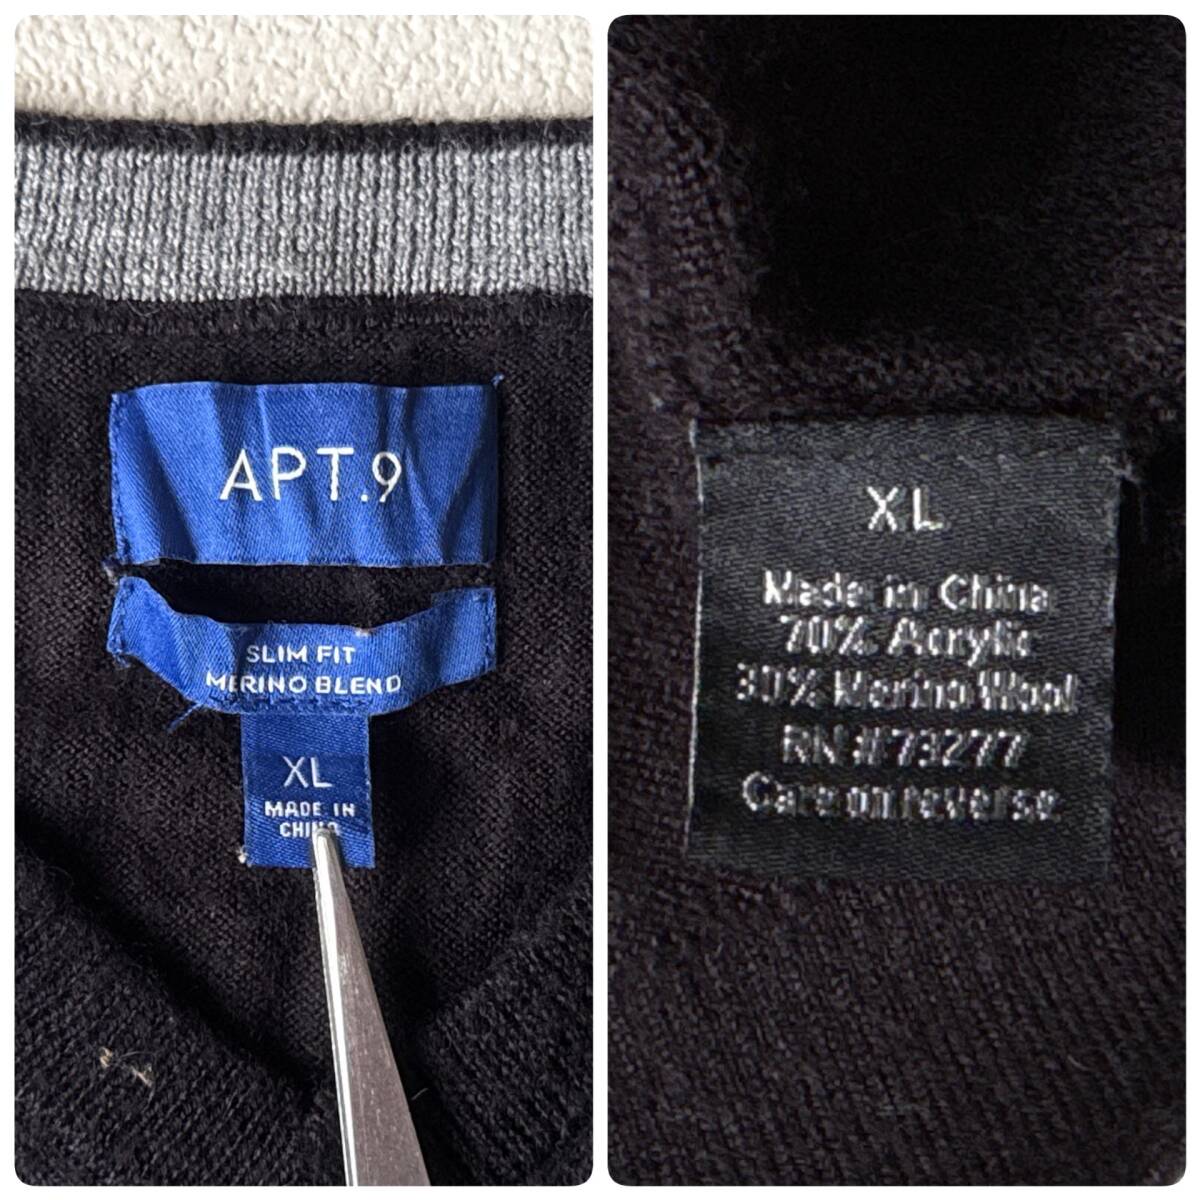 APT.9
SLIM FIT
MERINO BLEND
XL
MADE IN
CHINA
XL
Made in China
70% Acrylic
30% Merino Wool
RN #73277
Care on reverse